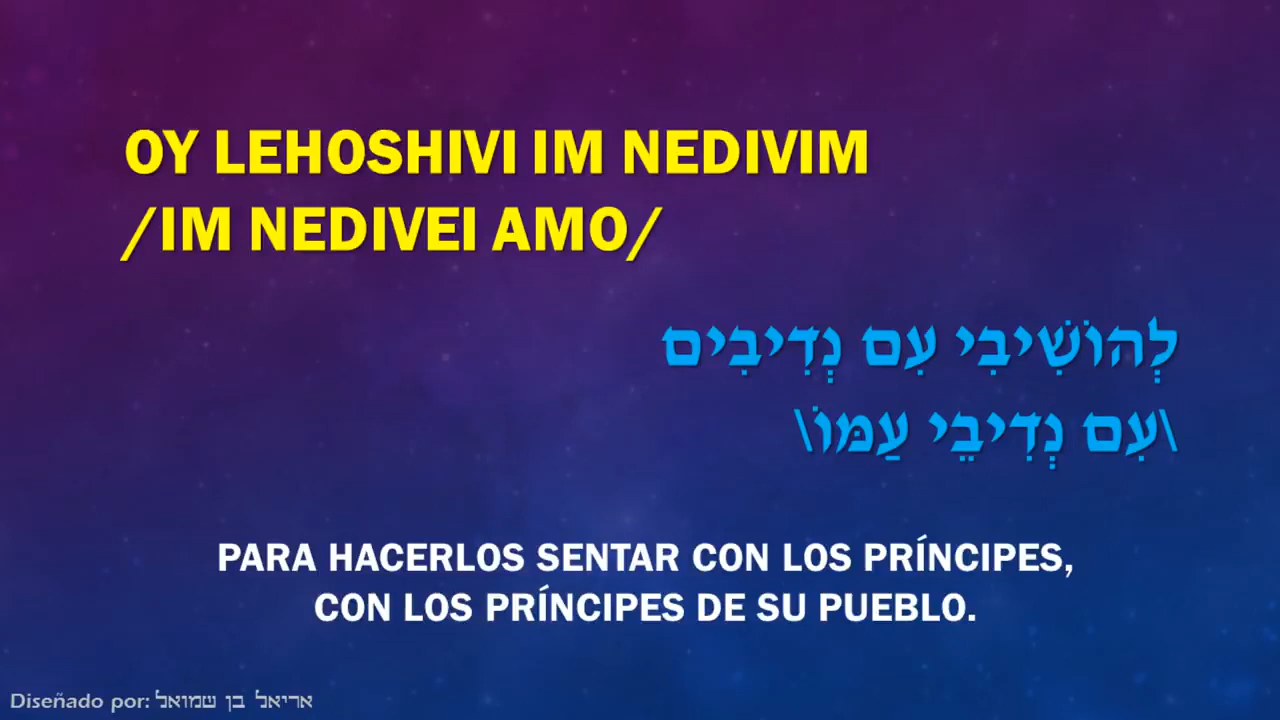 OY LEHOSHIVI IM NEDIVIM
/IM NEDIVEI AMO/
לְהוֹשִׁיבִי עִם נְדִיבִים
\עִם נְדִיבֵי עַמּוֹ\
PARA HACERLOS SENTAR CON LOS PRÍNCIPES,
CON LOS PRÍNCIPES DE SU PUEBLO.
Diseñado por: אריאל בן שמואל